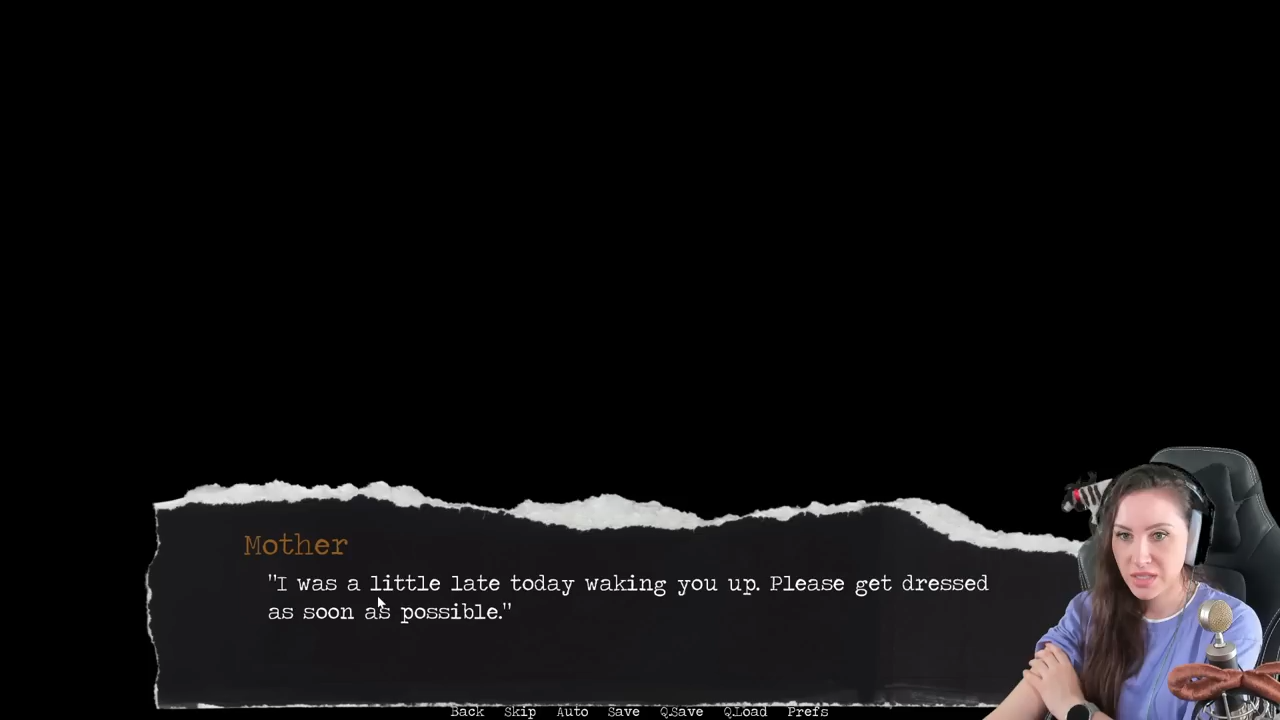 Mother
"I was a little late today waking you up. Please get dressed
as soon as possible."
Back Skip Auto Save Q.Save Q.Load Prefs